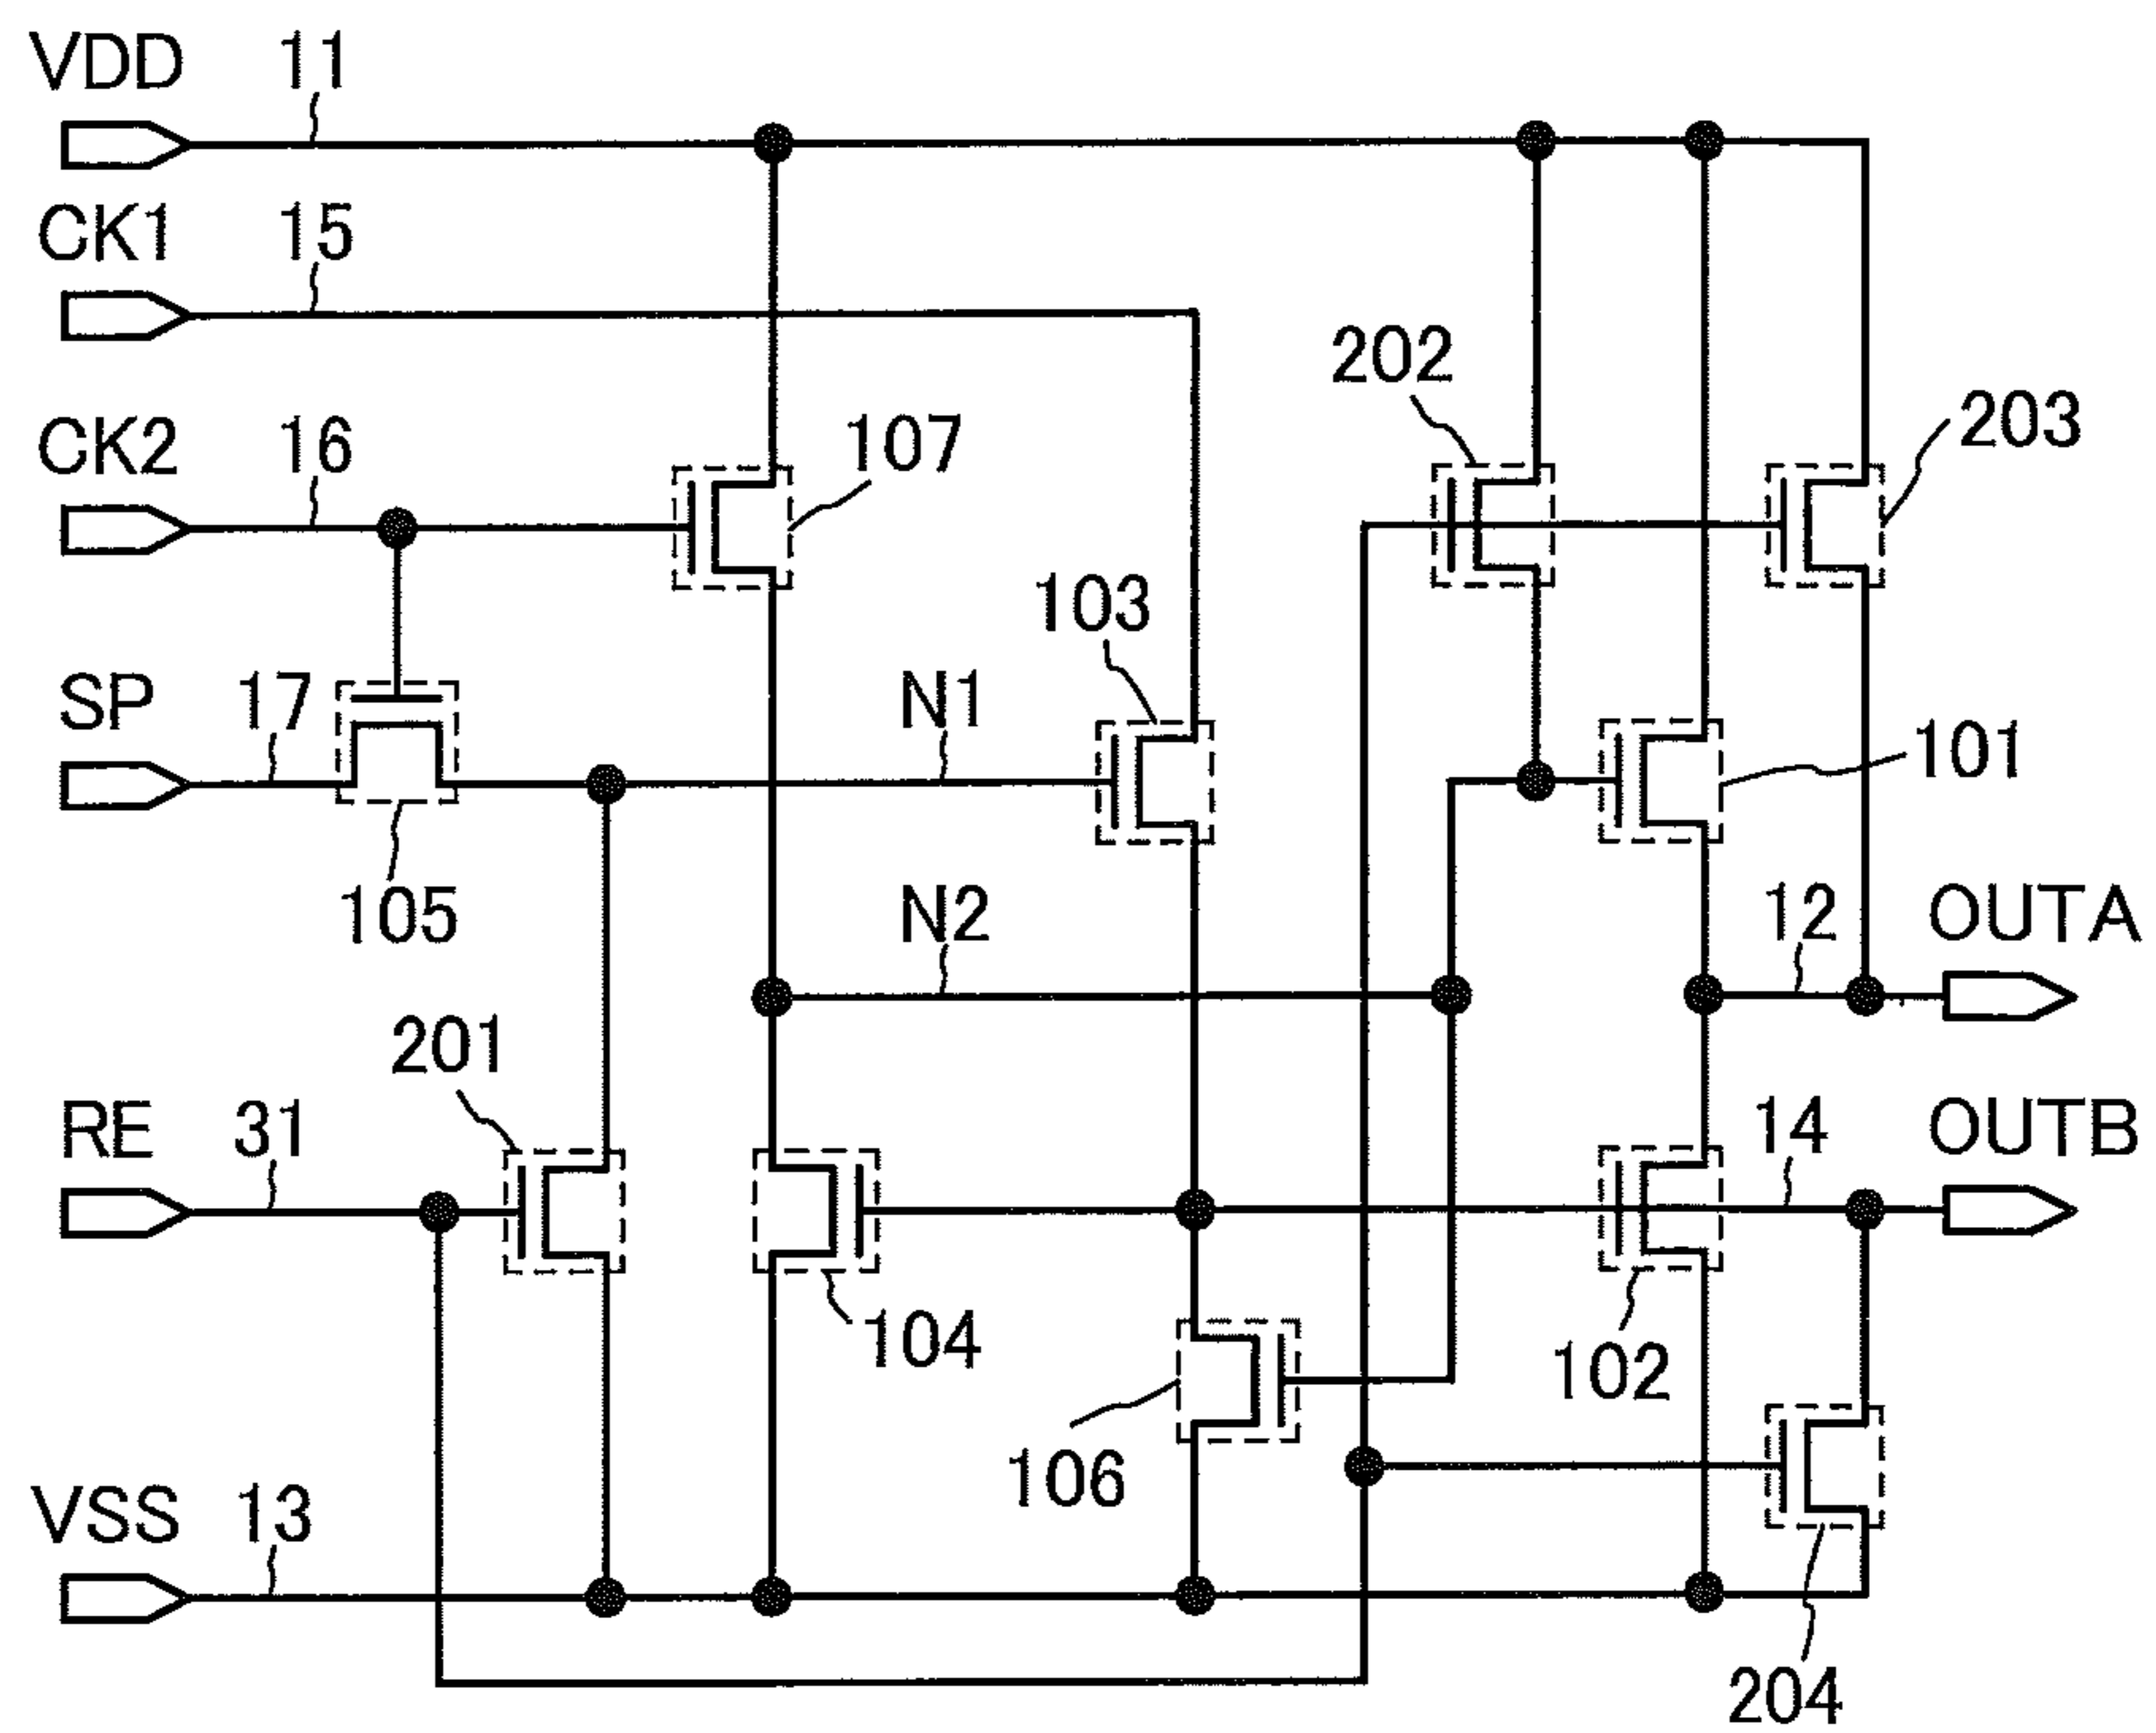 VDD 11
CK1 15
202
CK2 16 107 203
103
SP 17 N1 101
105 N2 12 OUTA
201
RE 31 14 OUTB
104 102
106
VSS 13
204